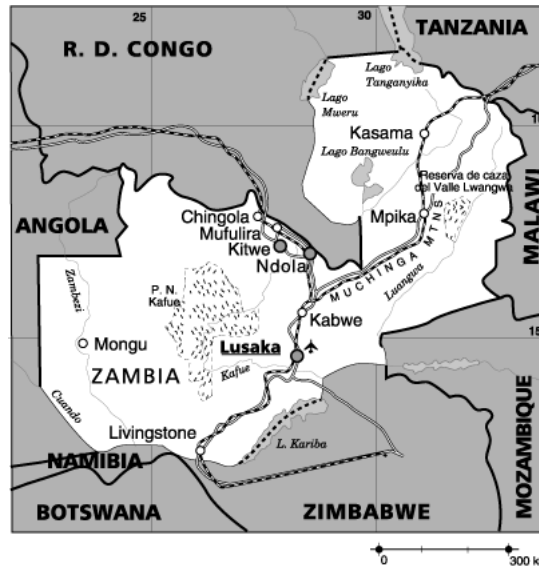 25
30
TANZANIA
R. D. CONGO
Lago
Tanganyika
Lago
Mweru
10
Kasama
Lago Bangweulu
Reserva de caza
del Valle Lwangwa
MALAWI
ANGOLA
Chingola
Mufulira
Kitwe
Ndola
Mpika
MUCHINGA MTNS
Luangwa
Zambezi
P. N.
Kafue
Kabwe
15
Mongu
Lusaka
ZAMBIA
Kafue
Cuando
Livingstone
L. Kariba
MOZAMBIQUE
NAMIBIA
BOTSWANA
ZIMBABWE
0
300 k